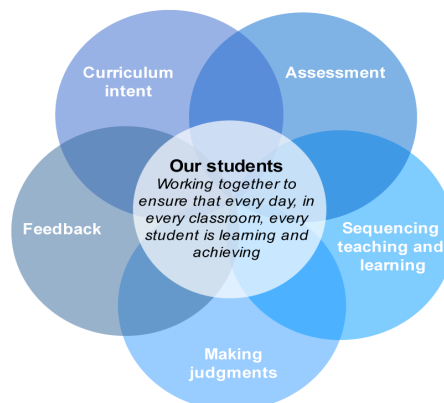 Curriculum
intent
Assessment
Our students
Working together to
ensure that every day, in
every classroom, every
student is learning and
achieving
Feedback
Sequencing
teaching and
learning
Making
judgments